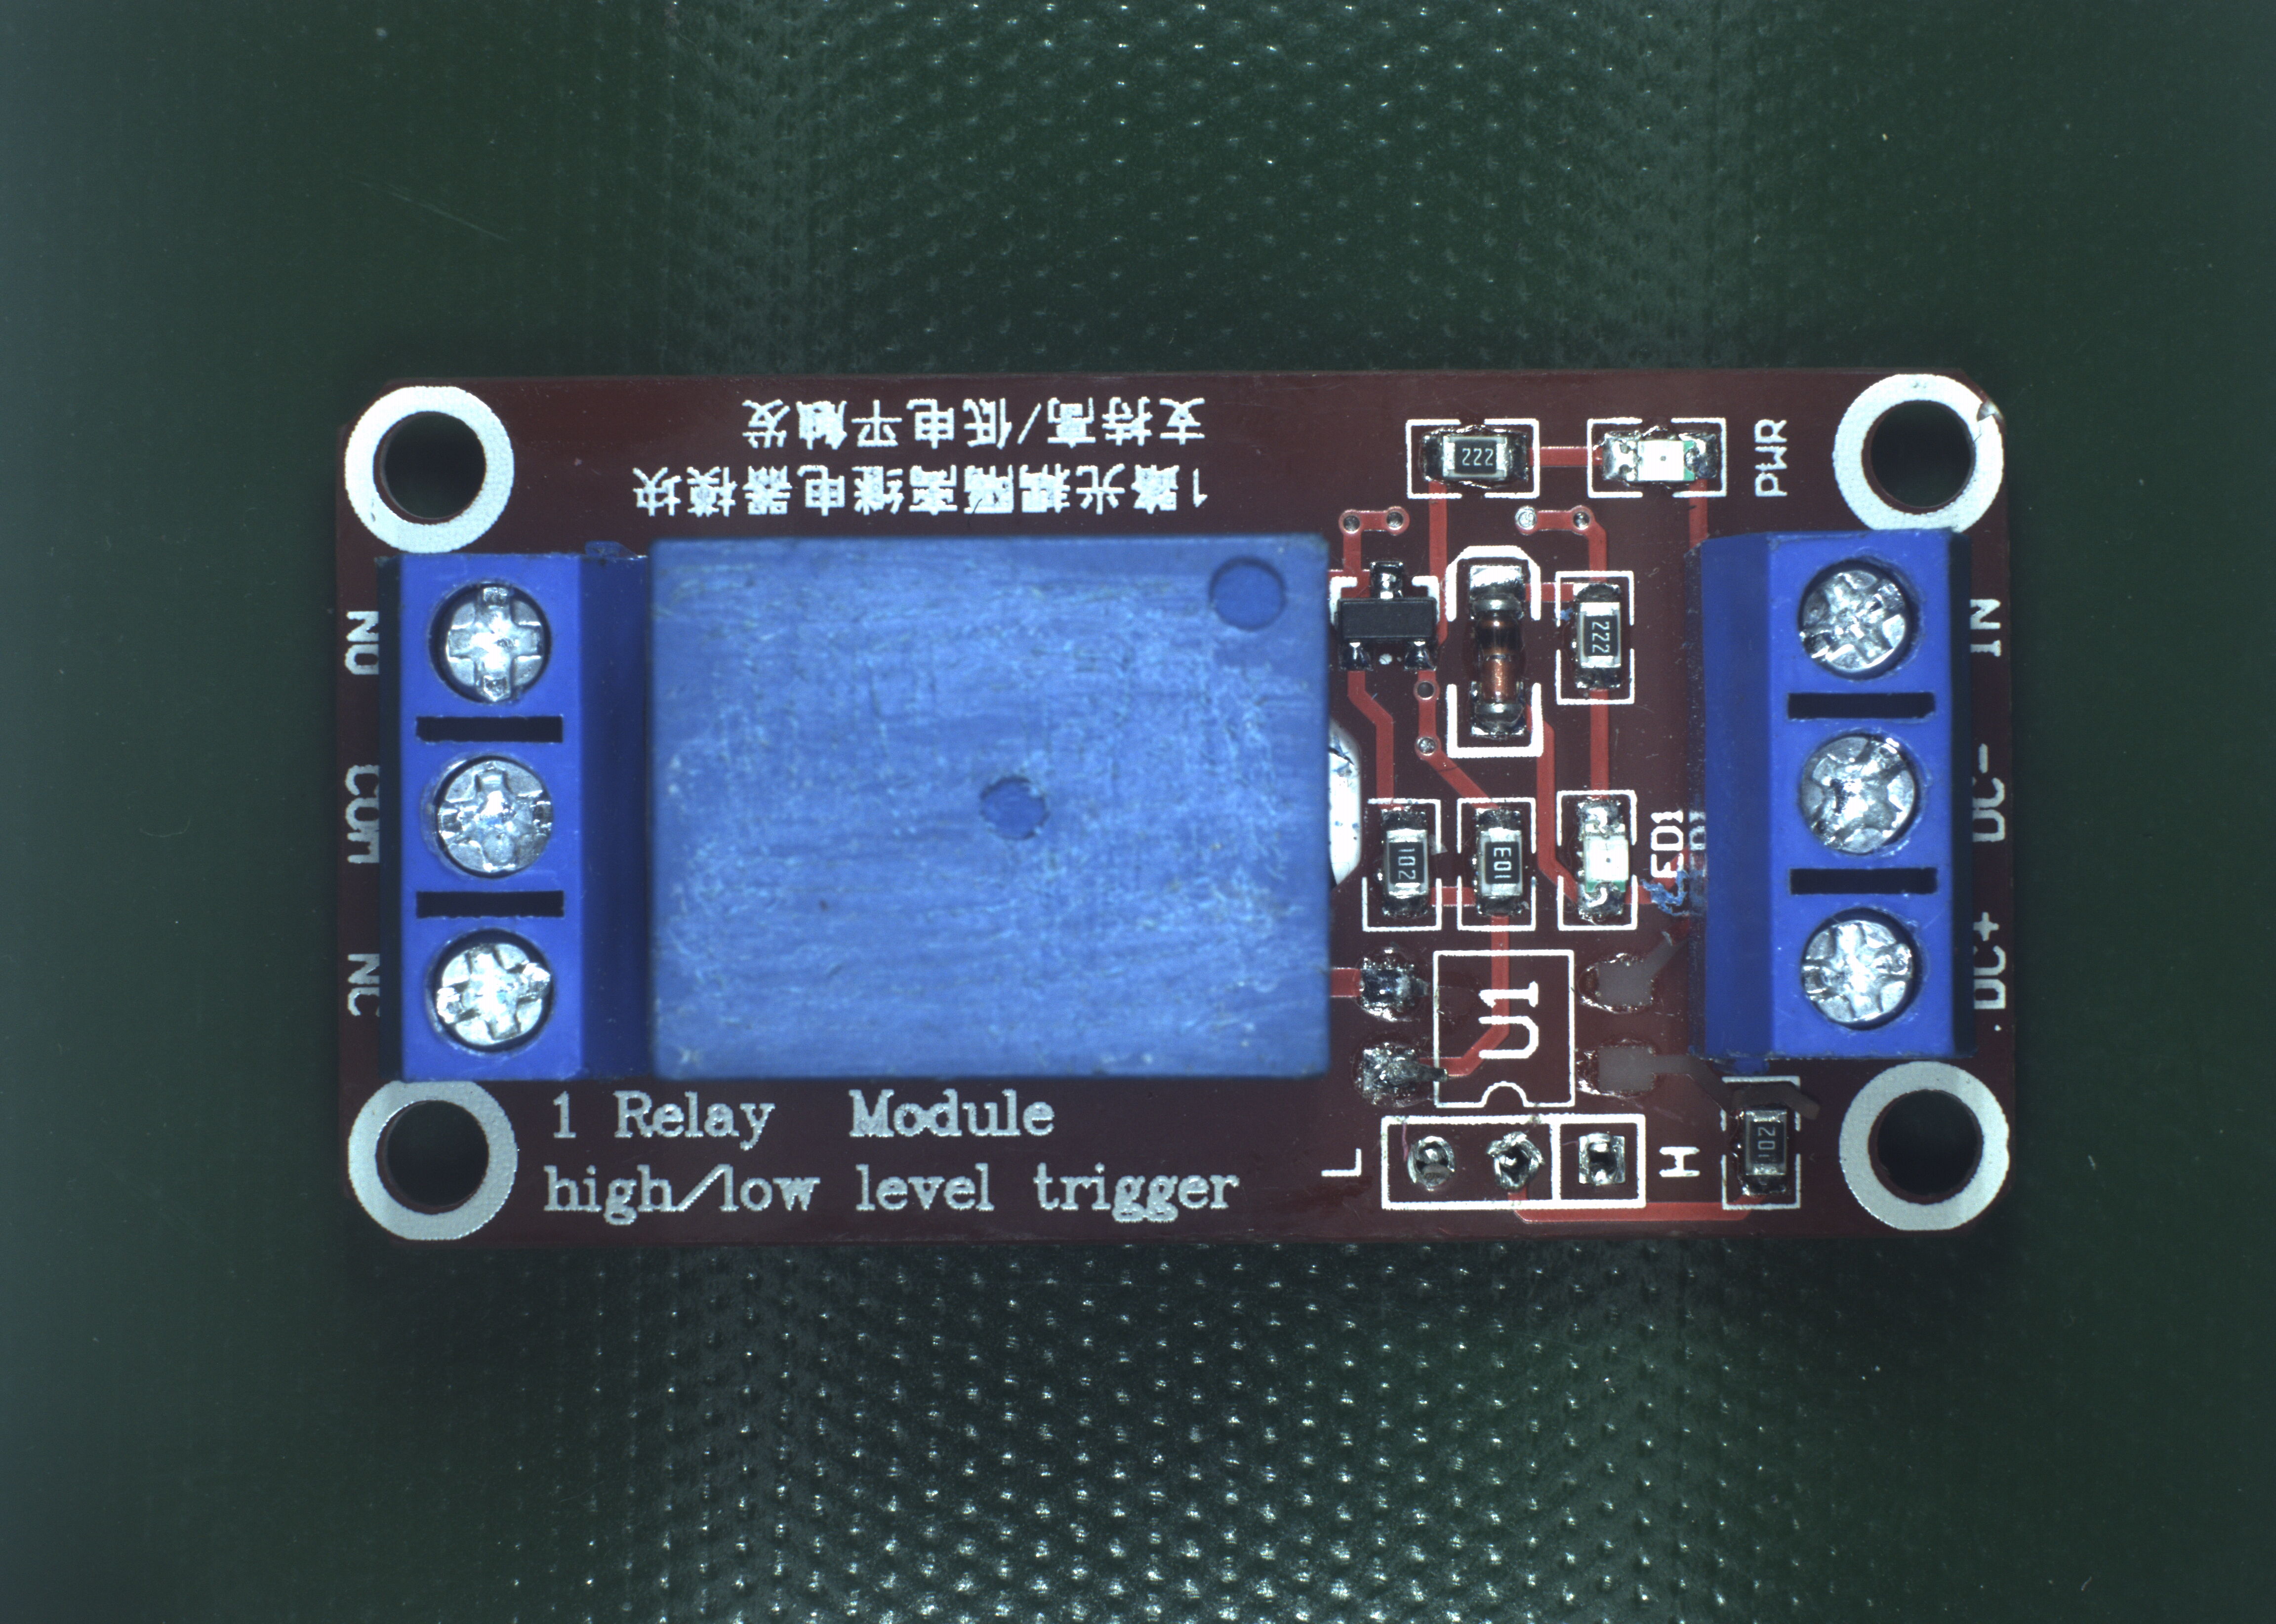 支持高/低电平触发
1路光耦隔离继电器模块
222
PWR
NO
IN
222
COM
DC-
102
103
ED1
NC
DC+
U1
1 Relay Module
high/low level trigger
L
H
102